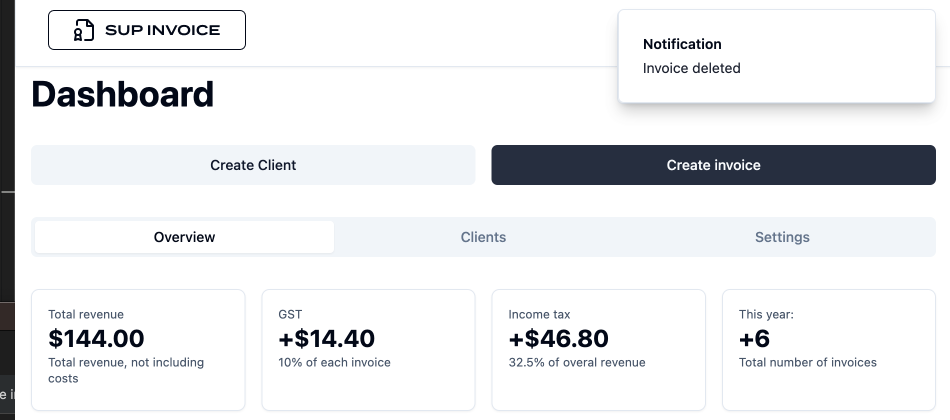 SUP INVOICE
Notification
Invoice deleted
Dashboard
Create Client
Create invoice
Overview
Clients
Settings
Total revenue
$144.00
Total revenue, not including
costs
GST
+$14.40
10% of each invoice
Income tax
+$46.80
32.5% of overal revenue
This year:
+6
Total number of invoices